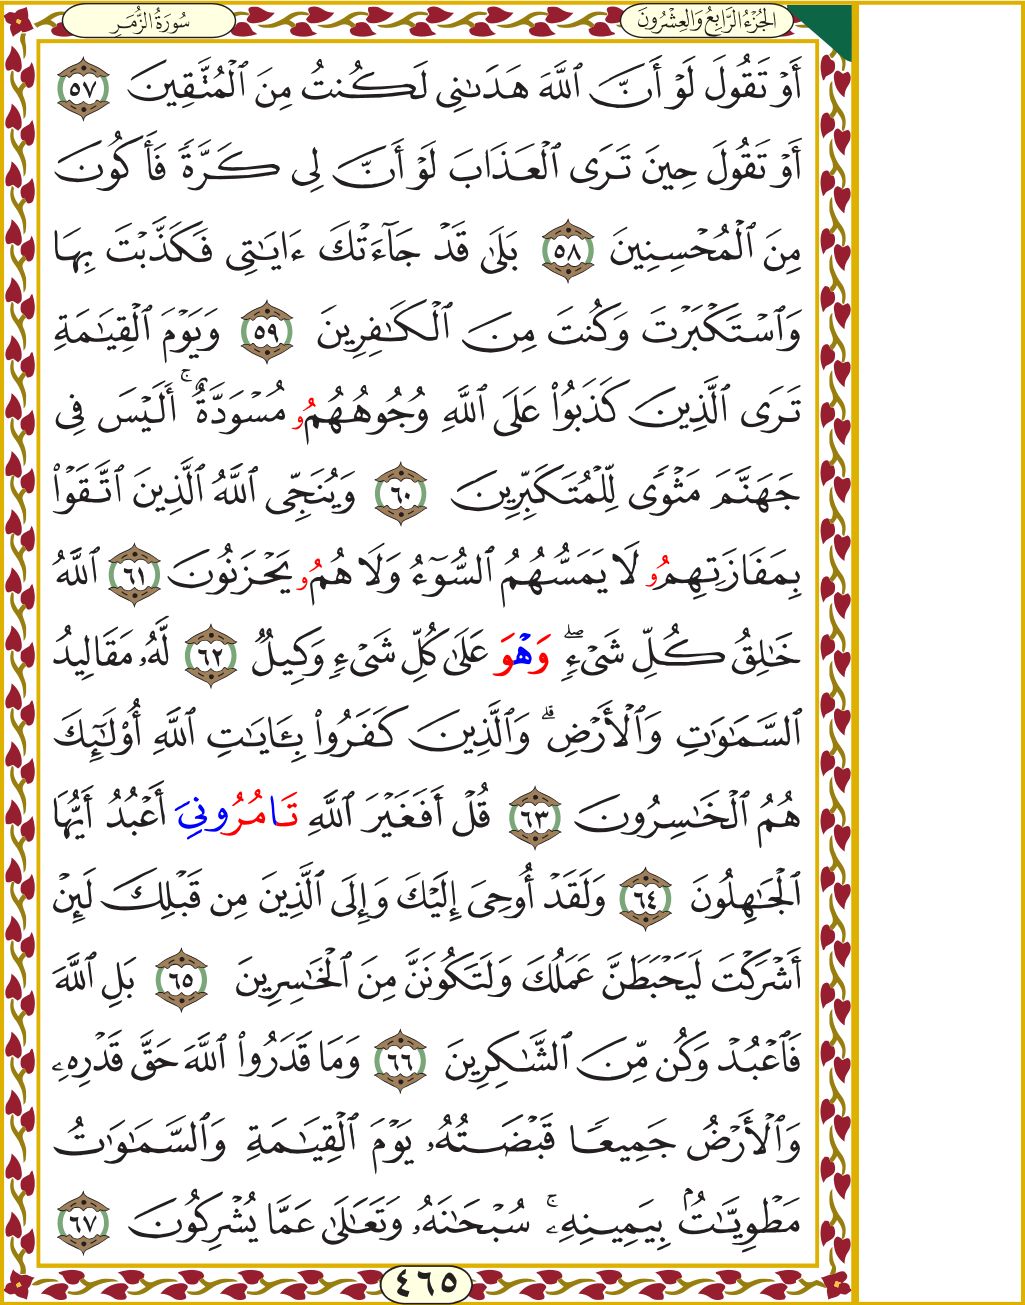 الجُزْءُ الرَّابِعُ وَالعِشْرُونَ
سُورَةُ الزُّمَرِ
أَوْ تَقُولَ لَوْ أَنَّ ٱللَّهَ هَدَىٰنِى لَكُنتُ مِنَ ٱلْمُتَّقِينَ ٥٧
أَوْ تَقُولَ حِينَ تَرَى ٱلْعَذَابَ لَوْ أَنَّ لِى كَرَّةً فَأَكُونَ
مِنَ ٱلْمُحْسِنِينَ ٥٨ بَلَىٰ قَدْ جَآءَتْكَ ءَايَـٰتِى فَكَذَّبْتَ بِهَا
وَٱسْتَكْبَرْتَ وَكُنتَ مِنَ ٱلْكَـٰفِرِينَ ٥٩ وَيَوْمَ ٱلْقِيَـٰمَةِ
تَرَى ٱلَّذِينَ كَذَبُوا۟ عَلَى ٱللَّهِ وُجُوهُهُمُۥ مُسْوَدَّةٌ ۚ أَلَيْسَ فِى
جَهَنَّمَ مَثْوًى لِّلْمُتَكَبِّرِينَ ٦٠ وَيُنَجِّى ٱللَّهُ ٱلَّذِينَ ٱتَّقَوْا۟
بِمَفَازَتِهِمُۥ لَا يَمَسُّهُمُ ٱلسُّوٓءُ وَلَا هُمُۥ يَحْزَنُونَ ٦١ ٱللَّهُ
خَـٰلِقُ كُلِّ شَىْءٍ ۖ وَهْوَ عَلَىٰ كُلِّ شَىْءٍ وَكِيلٌ ٦٢ لَّهُۥ مَقَالِيدُ
ٱلسَّمَـٰوَٰتِ وَٱلْأَرْضِ ۗ وَٱلَّذِينَ كَفَرُوا۟ بِـَٔايَـٰتِ ٱللَّهِ أُو۟لَـٰٓئِكَ
هُمُ ٱلْخَـٰسِرُونَ ٦٣ قُلْ أَفَغَيْرَ ٱللَّهِ تَامُرُونِىَ أَعْبُدُ أَيُّهَا
ٱلْجَـٰهِلُونَ ٦٤ وَلَقَدْ أُوحِىَ إِلَيْكَ وَإِلَى ٱلَّذِينَ مِن قَبْلِكَ لَئِنْ
أَشْرَكْتَ لَيَحْبَطَنَّ عَمَلُكَ وَلَتَكُونَنَّ مِنَ ٱلْخَـٰسِرِينَ ٦٥ بَلِ ٱللَّهَ
فَٱعْبُدْ وَكُن مِّنَ ٱلشَّـٰكِرِينَ ٦٦ وَمَا قَدَرُوا۟ ٱللَّهَ حَقَّ قَدْرِهِۦ
وَٱلْأَرْضُ جَمِيعًا قَبْضَتُهُۥ يَوْمَ ٱلْقِيَـٰمَةِ وَٱلسَّمَـٰوَٰتُ
مَطْوِيَّـٰتٌۢ بِيَمِينِهِۦ ۚ سُبْحَـٰنَهُۥ وَتَعَـٰلَىٰ عَمَّا يُشْرِكُونَ ٦٧
٤٦٥